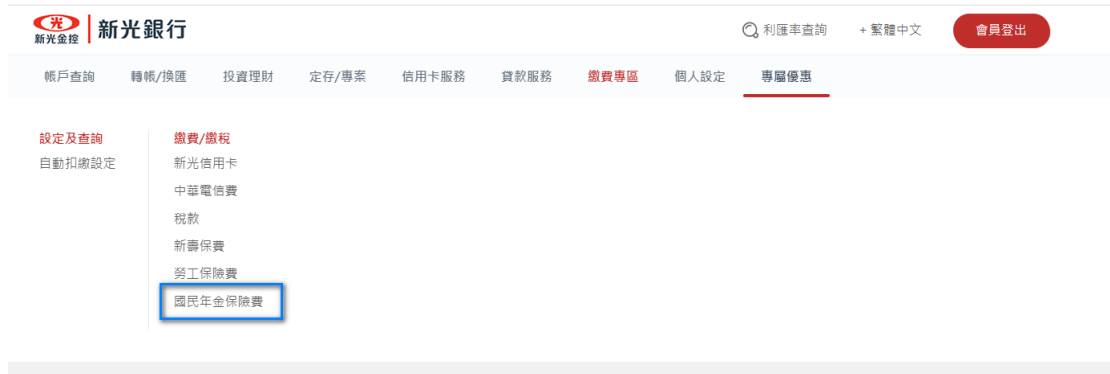 光 新光銀行
新光金控
利匯率查詢 + 繁體中文 會員登出
帳戶查詢 轉帳/換匯 投資理財 定存/專案 信用卡服務 貸款服務 繳費專區 個人設定 專屬優惠
設定及查詢
自動扣繳設定
繳費/繳稅
新光信用卡
中華電信費
稅款
新壽保費
勞工保險費
國民年金保險費